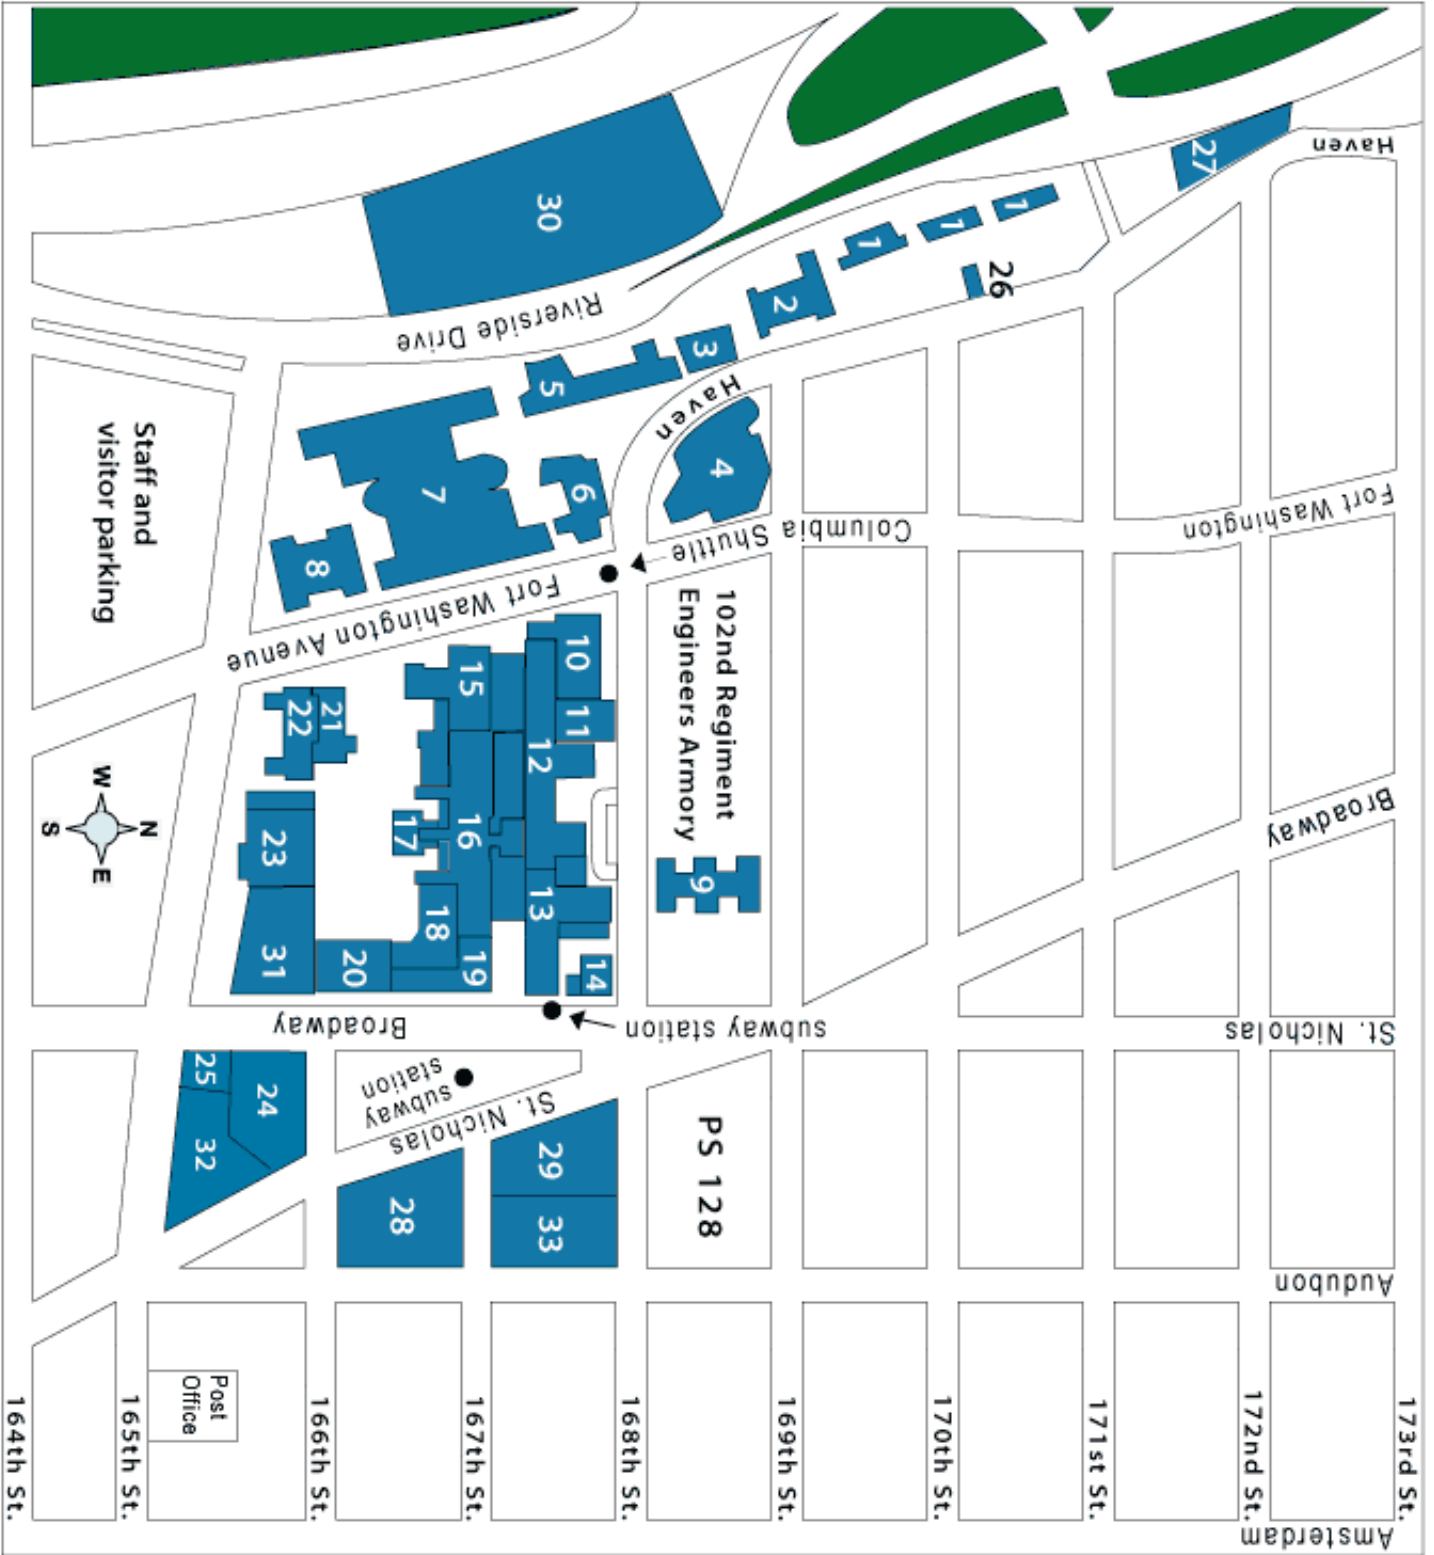 Haven
27
1
1
1
26
2
3
30
Riverside Drive
5
Haven
4
6
7
8
Staff and
visitor parking
Columbia Shuttle
Fort Washington
Fort Washington Avenue
102nd Regiment
Engineers Armory
10
11
12
15
21
22
16
17
9
Broadway
W
N
S
E
23
13
18
19
14
31
20
Broadway
subway station
St. Nicholas
subway
station
St. Nicholas
25
24
32
29
28
33
PS 128
Audubon
Post
Office
164th St.
165th St.
166th St.
167th St.
168th St.
169th St.
170th St.
171st St.
172nd St.
173rd St.
Amsterdam